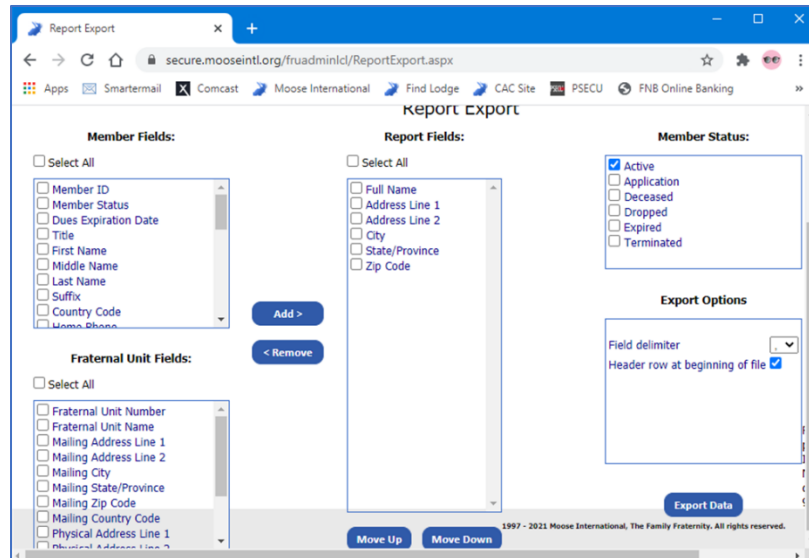 Report Export
secure.mooseintl.org/fruadminlcl/ReportExport.aspx
Apps Smartermail Comcast Moose International Find Lodge CAC Site PSECU FNB Online Banking »
Report Export
Member Fields:
Select All
Member ID
Member Status
Dues Expiration Date
Title
First Name
Middle Name
Last Name
Suffix
Country Code
Home Phone
Fraternal Unit Fields:
Select All
Fraternal Unit Number
Fraternal Unit Name
Mailing Address Line 1
Mailing Address Line 2
Mailing City
Mailing State/Province
Mailing Zip Code
Mailing Country Code
Physical Address Line 1
Physical Address Line 2
Add >
< Remove
Report Fields:
Select All
Full Name
Address Line 1
Address Line 2
City
State/Province
Zip Code
Move Up Move Down
Member Status:
Active
Application
Deceased
Dropped
Expired
Terminated
Export Options
Field delimiter ,
Header row at beginning of file
Export Data
1997 - 2021 Moose International, The Family Fraternity. All rights reserved.